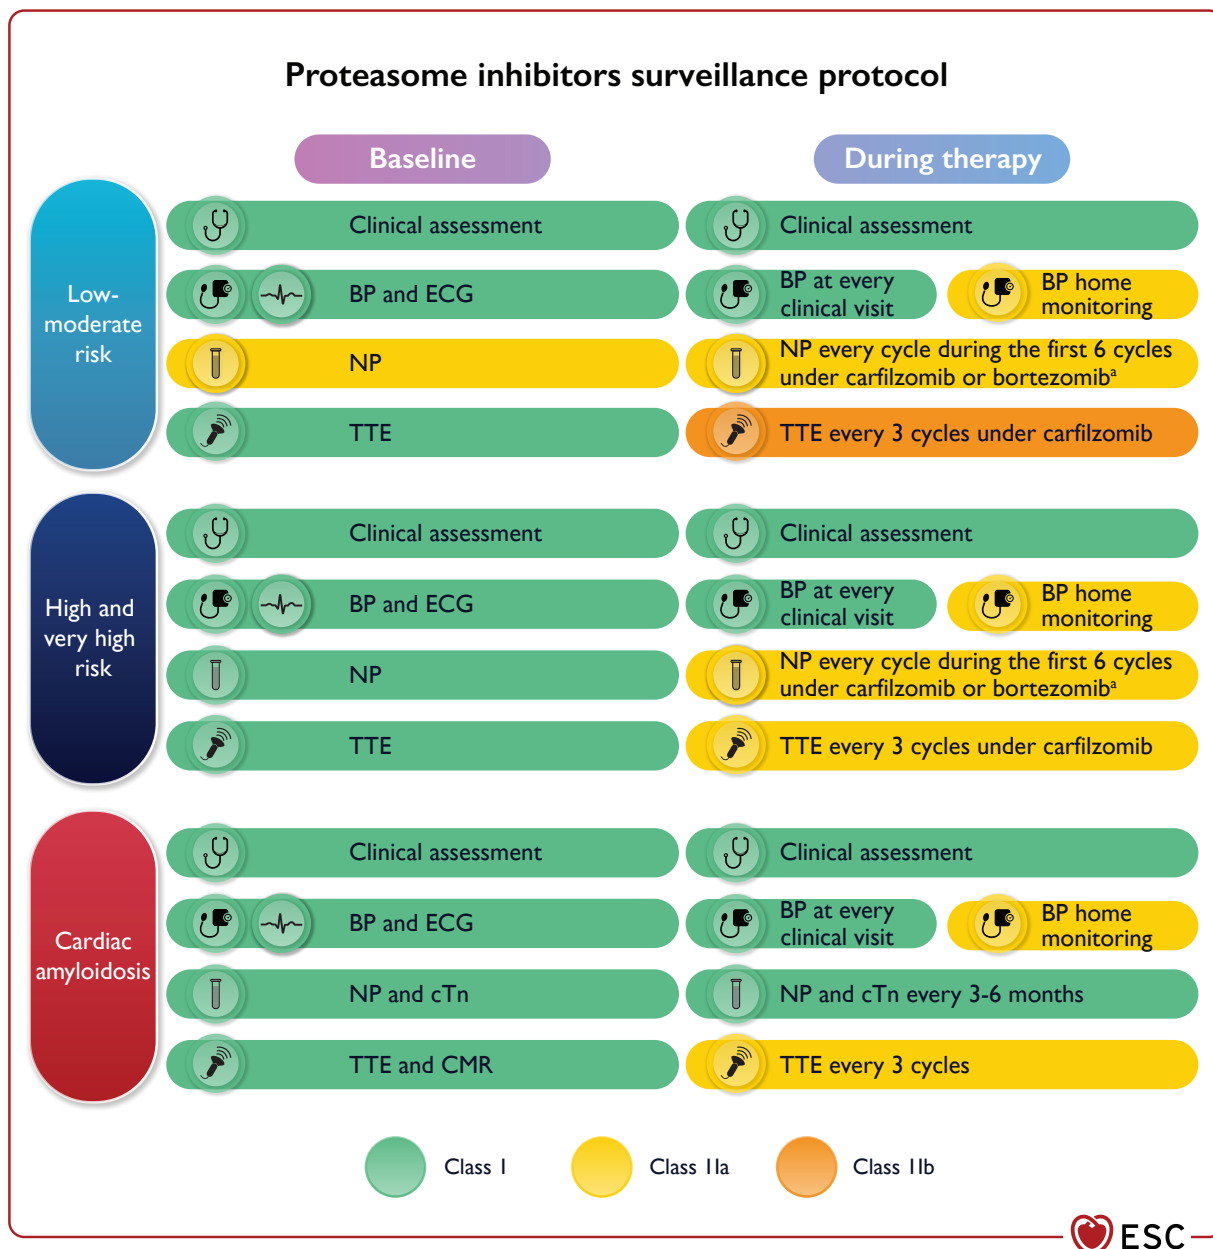 Proteasome inhibitors surveillance protocol
Baseline
During therapy
Low-
moderate
risk
Clinical assessment
Clinical assessment
BP and ECG
BP at every
clinical visit
BP home
monitoring
NP
NP every cycle during the first 6 cycles
under carfilzomib or bortezomibª
TTE
TTE every 3 cycles under carfilzomib
High and
very high
risk
Clinical assessment
Clinical assessment
BP and ECG
BP at every
clinical visit
BP home
monitoring
NP
NP every cycle during the first 6 cycles
under carfilzomib or bortezomibª
TTE
TTE every 3 cycles under carfilzomib
Cardiac
amyloidosis
Clinical assessment
Clinical assessment
BP and ECG
BP at every
clinical visit
BP home
monitoring
NP and cTn
NP and cTn every 3-6 months
TTE and CMR
TTE every 3 cycles
Class 1
Class 11a
Class 11b
ESC